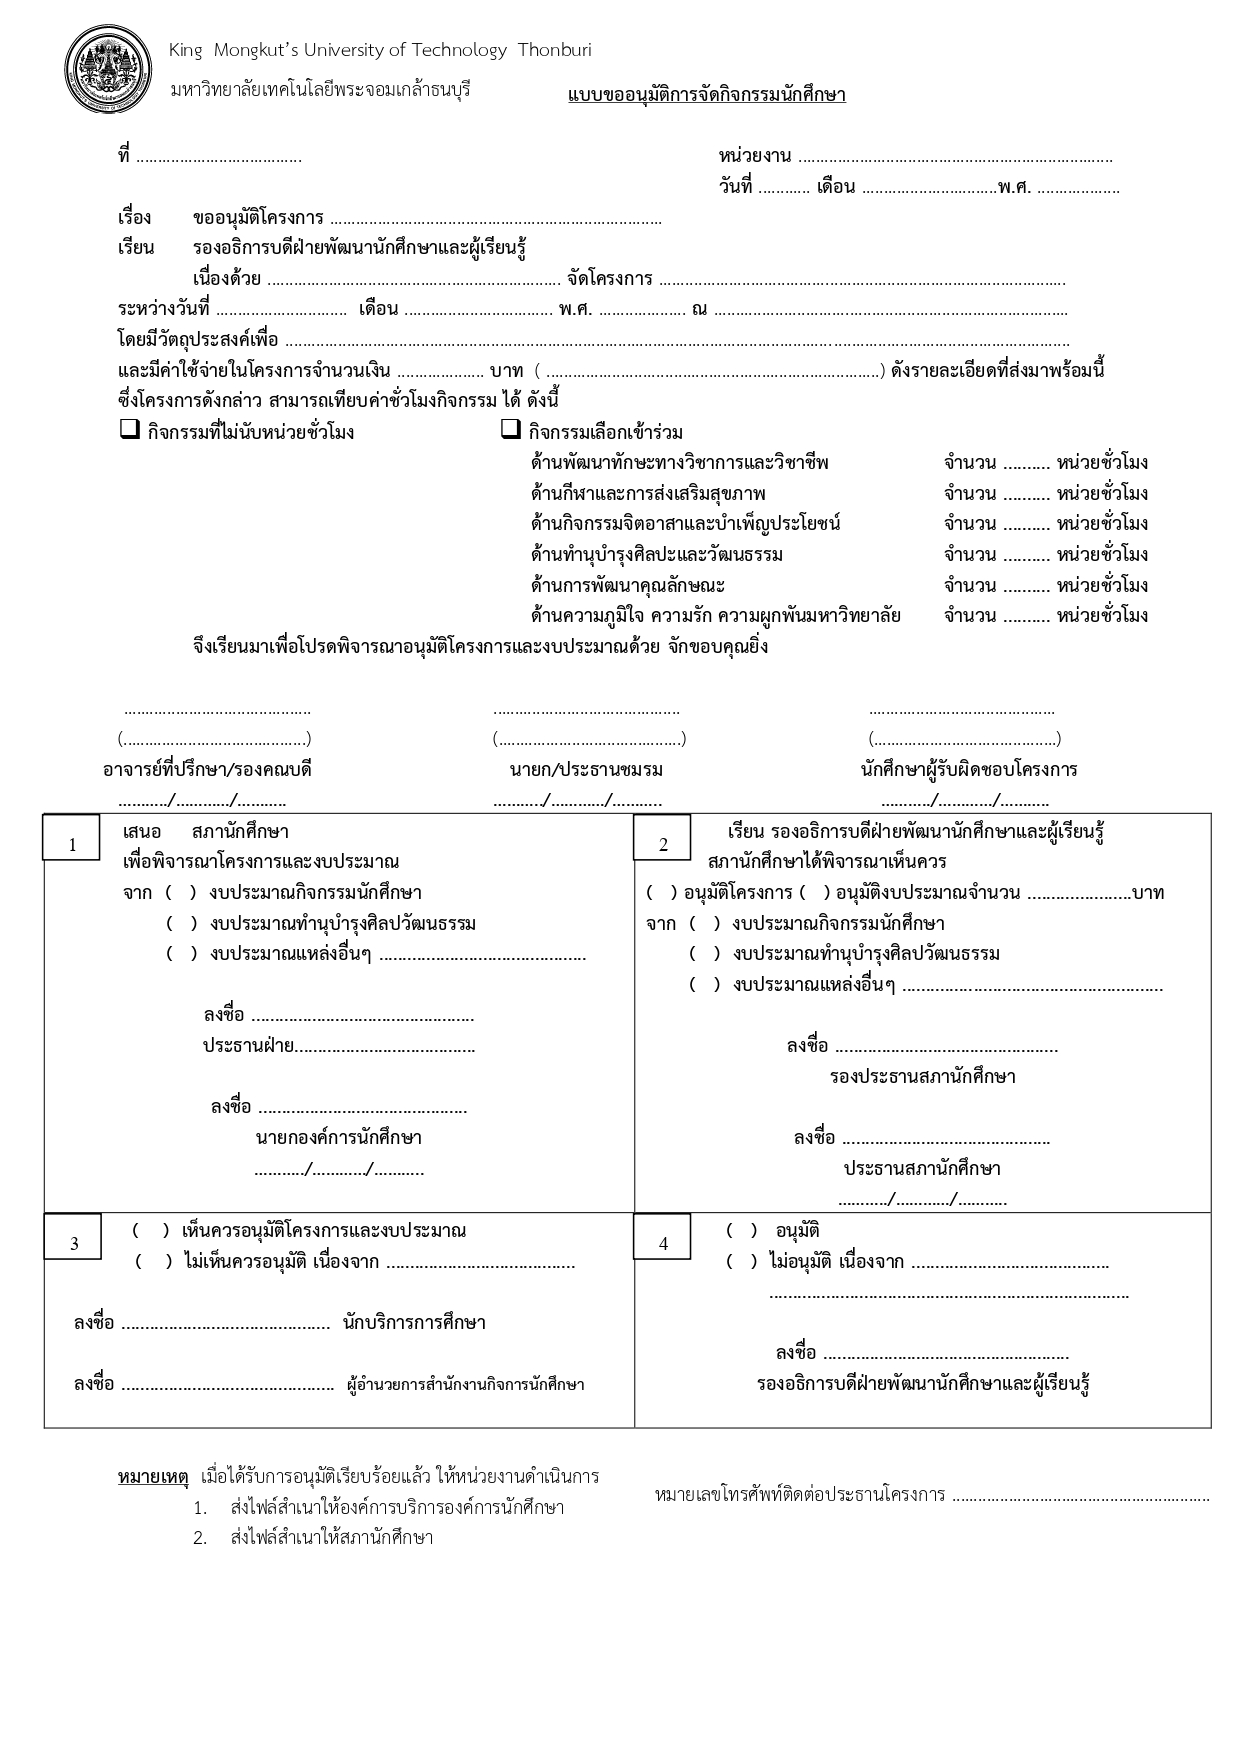 King Mongkut's University of Technology Thonburi
มหาวิทยาลัยเทคโนโลยีพระจอมเกล้าธนบุรี
แบบขออนุมัติการจัดกิจกรรมนักศึกษา
ที่ ...................................... หน่วยงาน ........................................................................
วันที่ ............ เดือน ...............................พ.ศ. ...................
เรื่อง ขออนุมัติโครงการ ............................................................................
เรียน รองอธิการบดีฝ่ายพัฒนานักศึกษาและผู้เรียนรู้
เนื่องด้วย ................................................................... จัดโครงการ .............................................................................................
ระหว่างวันที่ .............................. เดือน .................................. พ.ศ. .................... ณ .................................................................................
โดยมีวัตถุประสงค์เพื่อ ....................................................................................................................................................................................
และมีค่าใช้จ่ายในโครงการจำนวนเงิน .................... บาท ( ............................................................................) ดังรายละเอียดที่ส่งมาพร้อมนี้
ซึ่งโครงการดังกล่าว สามารถเทียบค่าชั่วโมงกิจกรรม ได้ ดังนี้
❑ กิจกรรมที่ไม่นับหน่วยชั่วโมง ❑ กิจกรรมเลือกเข้าร่วม
ด้านพัฒนาทักษะทางวิชาการและวิชาชีพ จำนวน .......... หน่วยชั่วโมง
ด้านกีฬาและการส่งเสริมสุขภาพ จำนวน .......... หน่วยชั่วโมง
ด้านกิจกรรมจิตอาสาและบำเพ็ญประโยชน์ จำนวน .......... หน่วยชั่วโมง
ด้านทำนุบำรุงศิลปะและวัฒนธรรม จำนวน .......... หน่วยชั่วโมง
ด้านการพัฒนาคุณลักษณะ จำนวน .......... หน่วยชั่วโมง
ด้านความภูมิใจ ความรัก ความผูกพันมหาวิทยาลัย จำนวน .......... หน่วยชั่วโมง
จึงเรียนมาเพื่อโปรดพิจารณาอนุมัติโครงการและงบประมาณด้วย จักขอบคุณยิ่ง
........................................... ........................................... ...........................................
(..........................................) (..........................................) (..........................................)
อาจารย์ที่ปรึกษา/รองคณบดี นายก/ประธานชมรม นักศึกษาผู้รับผิดชอบโครงการ
.........../............/........... .........../............/........... .........../............/...........
1
เสนอ สภานักศึกษา
เพื่อพิจารณาโครงการและงบประมาณ
จาก ( ) งบประมาณกิจกรรมนักศึกษา
( ) งบประมาณทำนุบำรุงศิลปวัฒนธรรม
( ) งบประมาณแหล่งอื่นๆ ............................................
ลงชื่อ ................................................
ประธานฝ่าย.......................................
ลงชื่อ .............................................
นายกองค์การนักศึกษา
.........../............/...........
2
เรียน รองอธิการบดีฝ่ายพัฒนานักศึกษาและผู้เรียนรู้
สภานักศึกษาได้พิจารณาเห็นควร
( ) อนุมัติโครงการ ( ) อนุมัติงบประมาณจำนวน ......................บาท
จาก ( ) งบประมาณกิจกรรมนักศึกษา
( ) งบประมาณทำนุบำรุงศิลปวัฒนธรรม
( ) งบประมาณแหล่งอื่นๆ .......................................................
ลงชื่อ ................................................
รองประธานสภานักศึกษา
ลงชื่อ .............................................
ประธานสภานักศึกษา
.........../............/...........
3
( ) เห็นควรอนุมัติโครงการและงบประมาณ
( ) ไม่เห็นควรอนุมัติ เนื่องจาก ........................................
ลงชื่อ ............................................. นักบริการการศึกษา
ลงชื่อ .............................................. ผู้อำนวยการสำนักงานกิจการนักศึกษา
4
( ) อนุมัติ
( ) ไม่อนุมัติ เนื่องจาก ..........................................
............................................................................
ลงชื่อ .....................................................
รองอธิการบดีฝ่ายพัฒนานักศึกษาและผู้เรียนรู้
หมายเหตุ เมื่อได้รับการอนุมัติเรียบร้อยแล้ว ให้หน่วยงานดำเนินการ
1. ส่งไฟล์สำเนาให้องค์การบริการองค์การนักศึกษา
2. ส่งไฟล์สำเนาให้สภานักศึกษา
หมายเลขโทรศัพท์ติดต่อประธานโครงการ ...........................................................